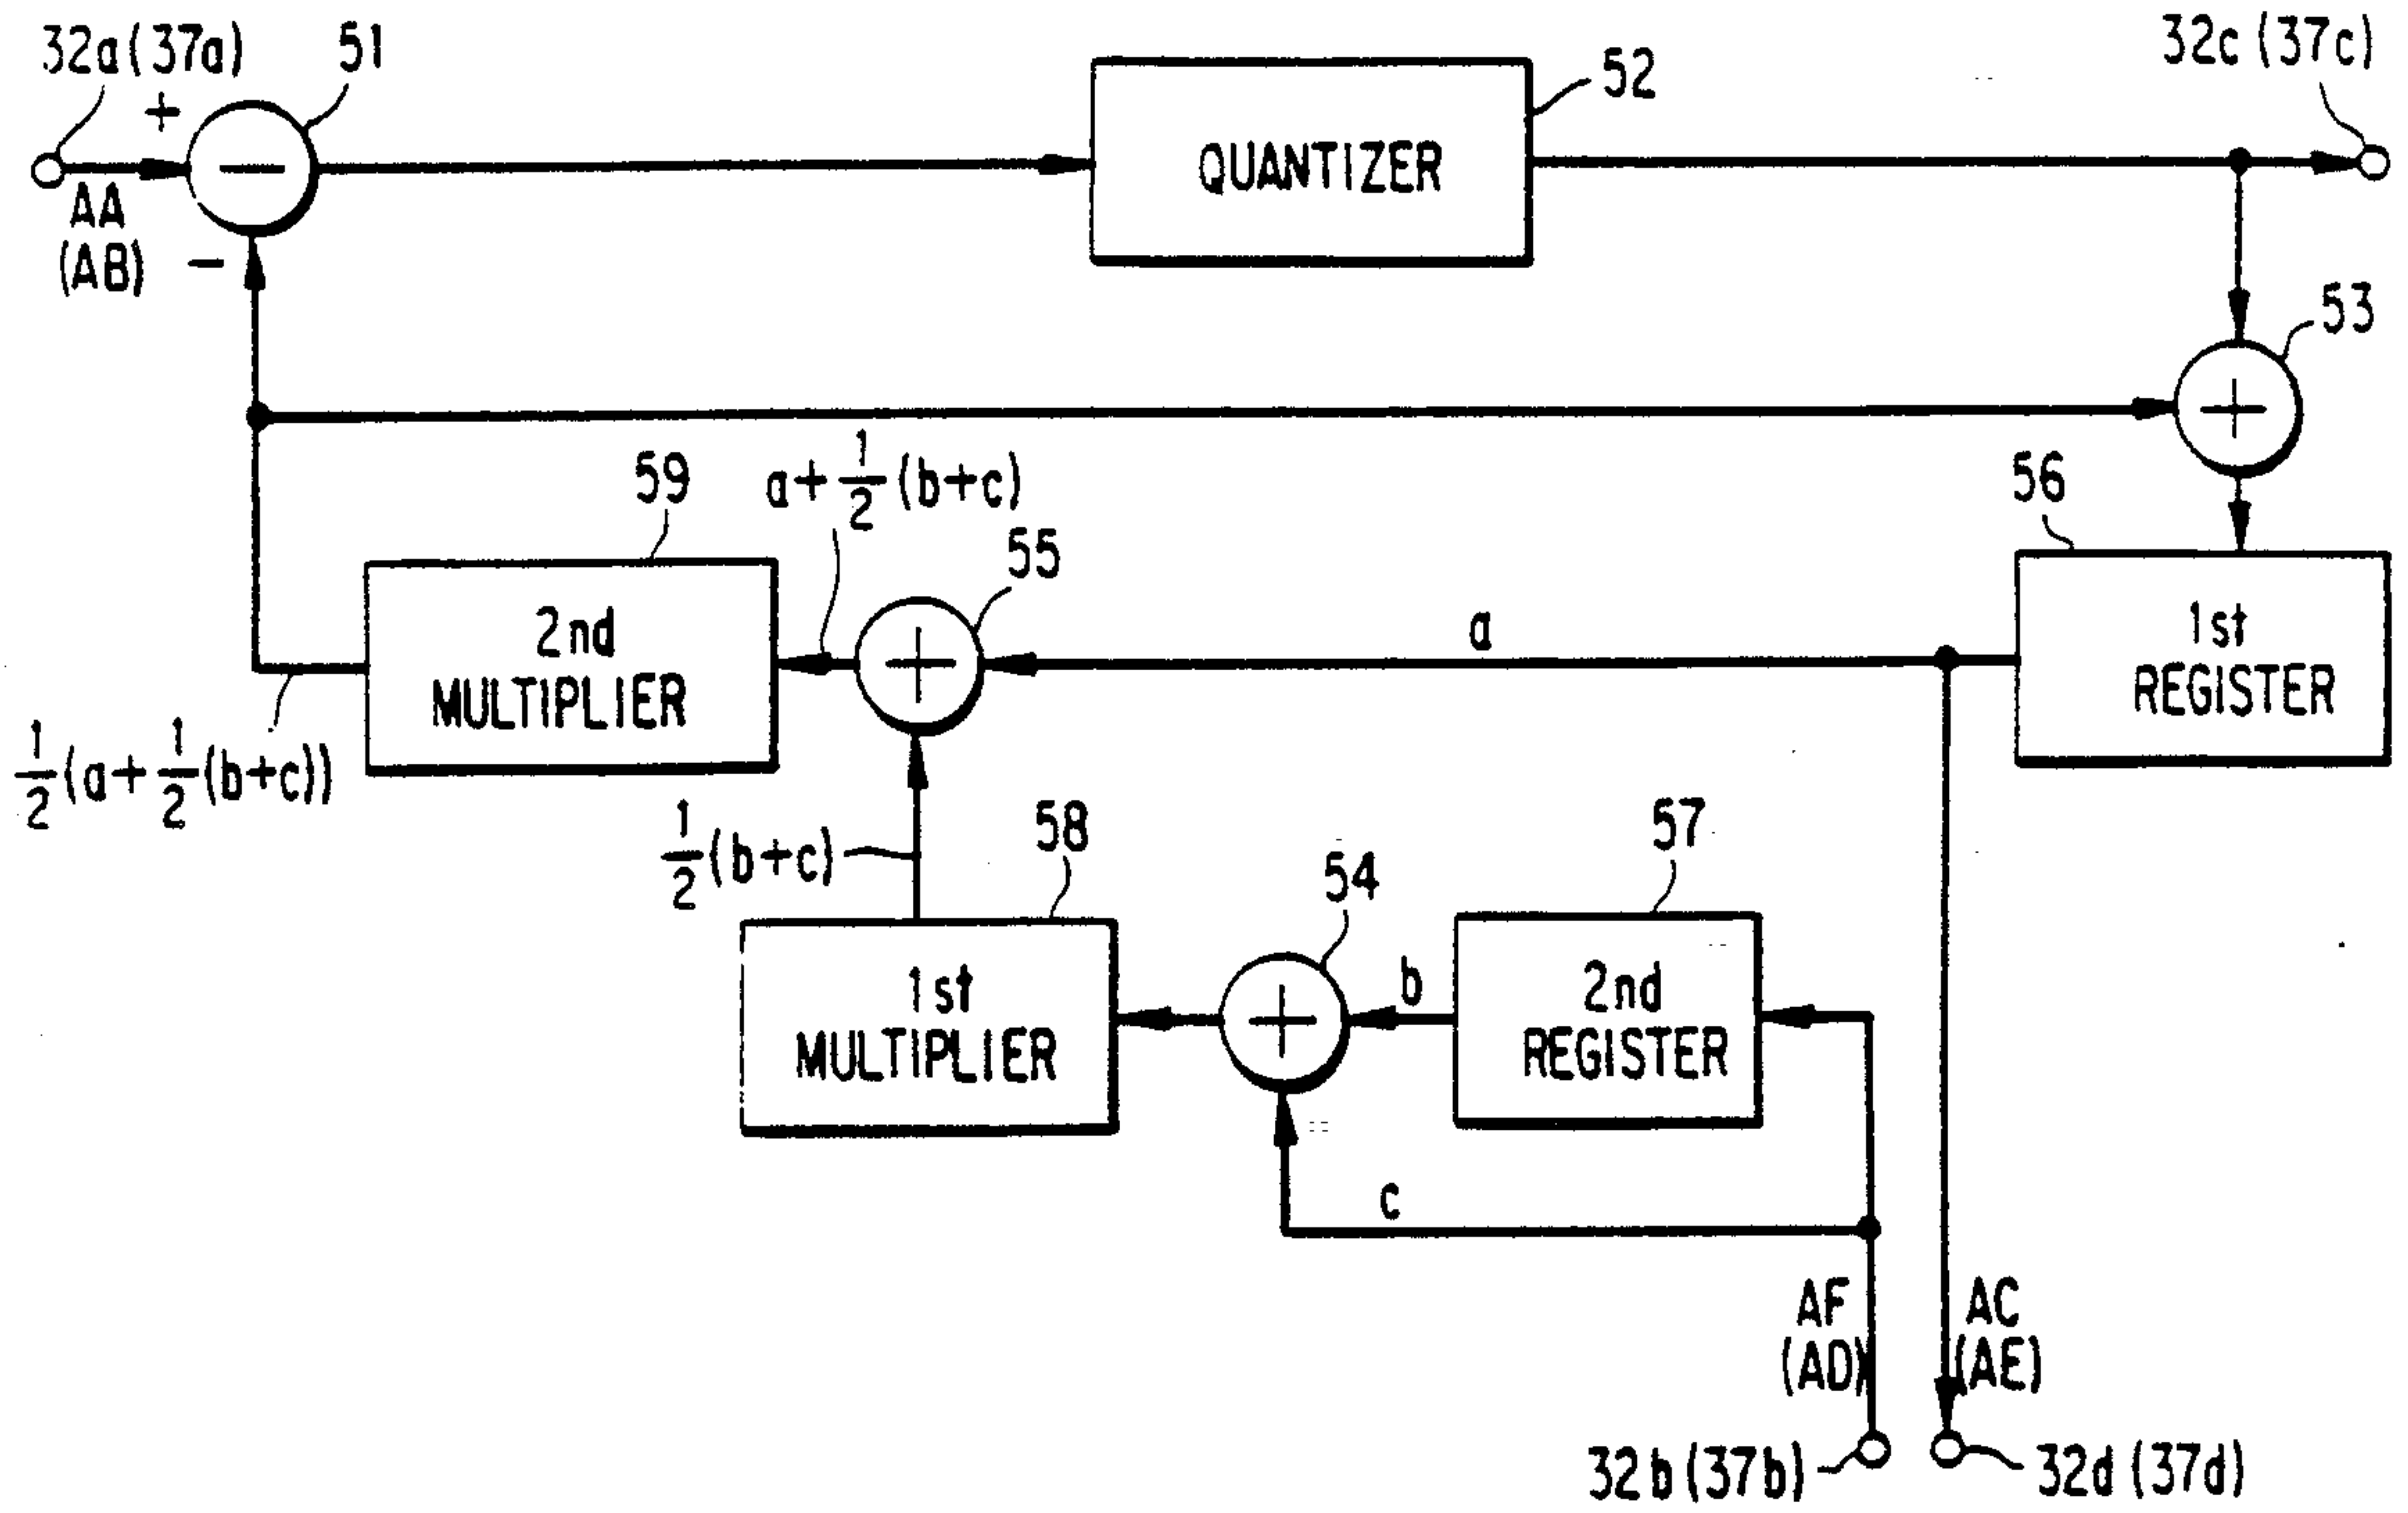 32a (37a)
51
52
32c (37c)
+
−
QUANTIZER
AA
(AB)
−
53
+
59
a+1/2(b+c)
55
56
2nd
MULTIPLIER
+
a
1st
REGISTER
1/2(a+1/2(b+c))
1/2(b+c)
58
54
57
1st
MULTIPLIER
+
b
2nd
REGISTER
c
AF
(AD)
AC
(AE)
32b (37b)
32d (37d)